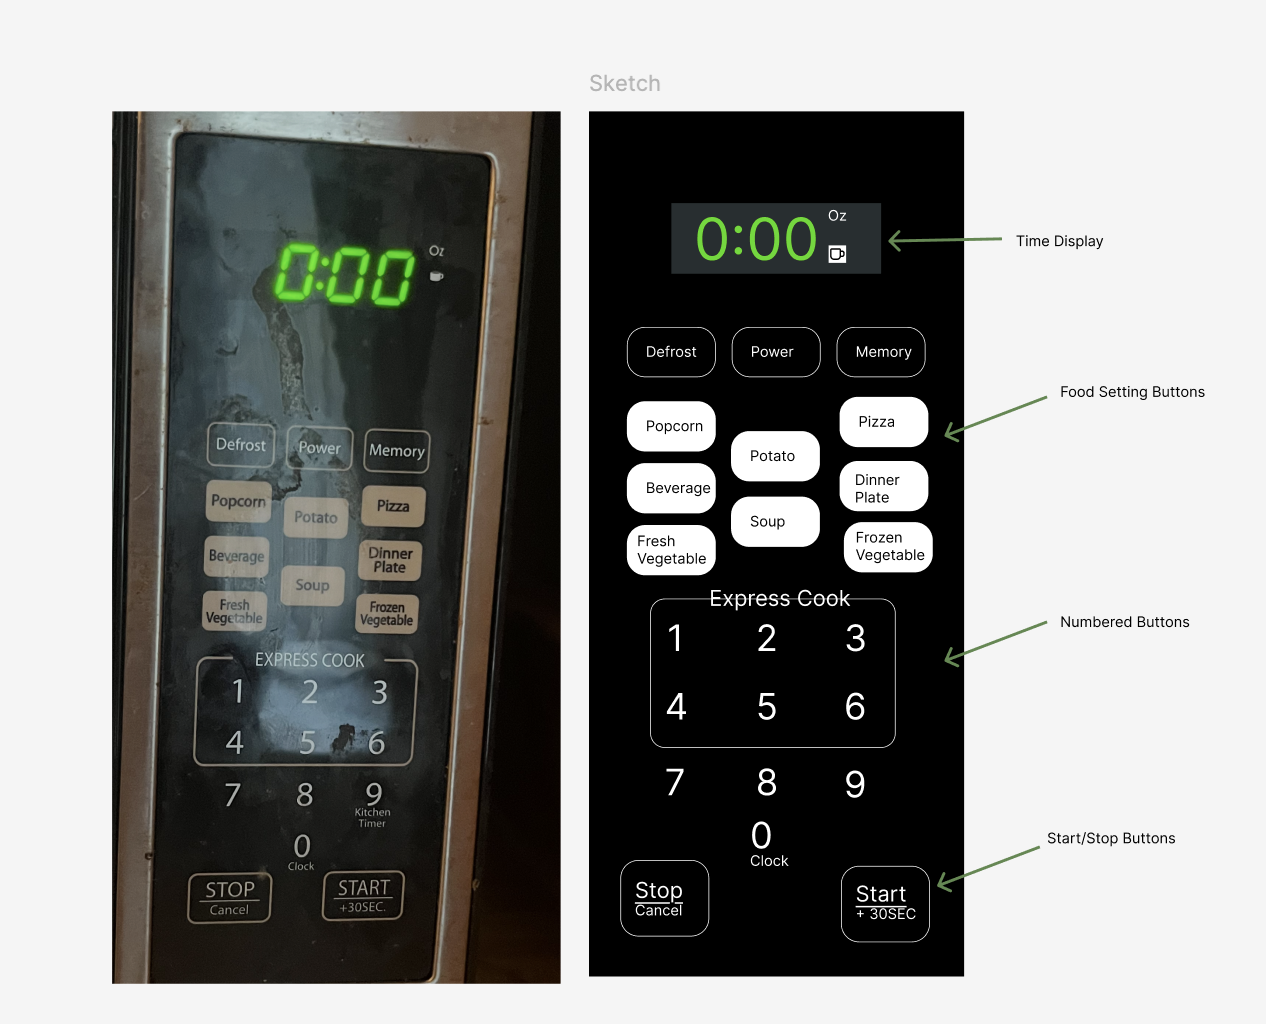 Sketch
0:00
Oz
Defrost
Power
Memory
Popcorn
Potato
Pizza
Beverage
Soup
Dinner
Plate
Fresh
Vegetable
Frozen
Vegetable
EXPRESS COOK
1 2 3
4 5 6
7 8 9
Kitchen
Timer
0
Clock
STOP
Cancel
START
+30SEC.
0:00
Oz
Time Display
Defrost
Power
Memory
Food Setting Buttons
Popcorn
Potato
Pizza
Beverage
Soup
Dinner
Plate
Fresh
Vegetable
Frozen
Vegetable
Express Cook
1 2 3
4 5 6
7 8 9
0
Clock
Numbered Buttons
Stop
Cancel
Start
+ 30SEC
Start/Stop Buttons